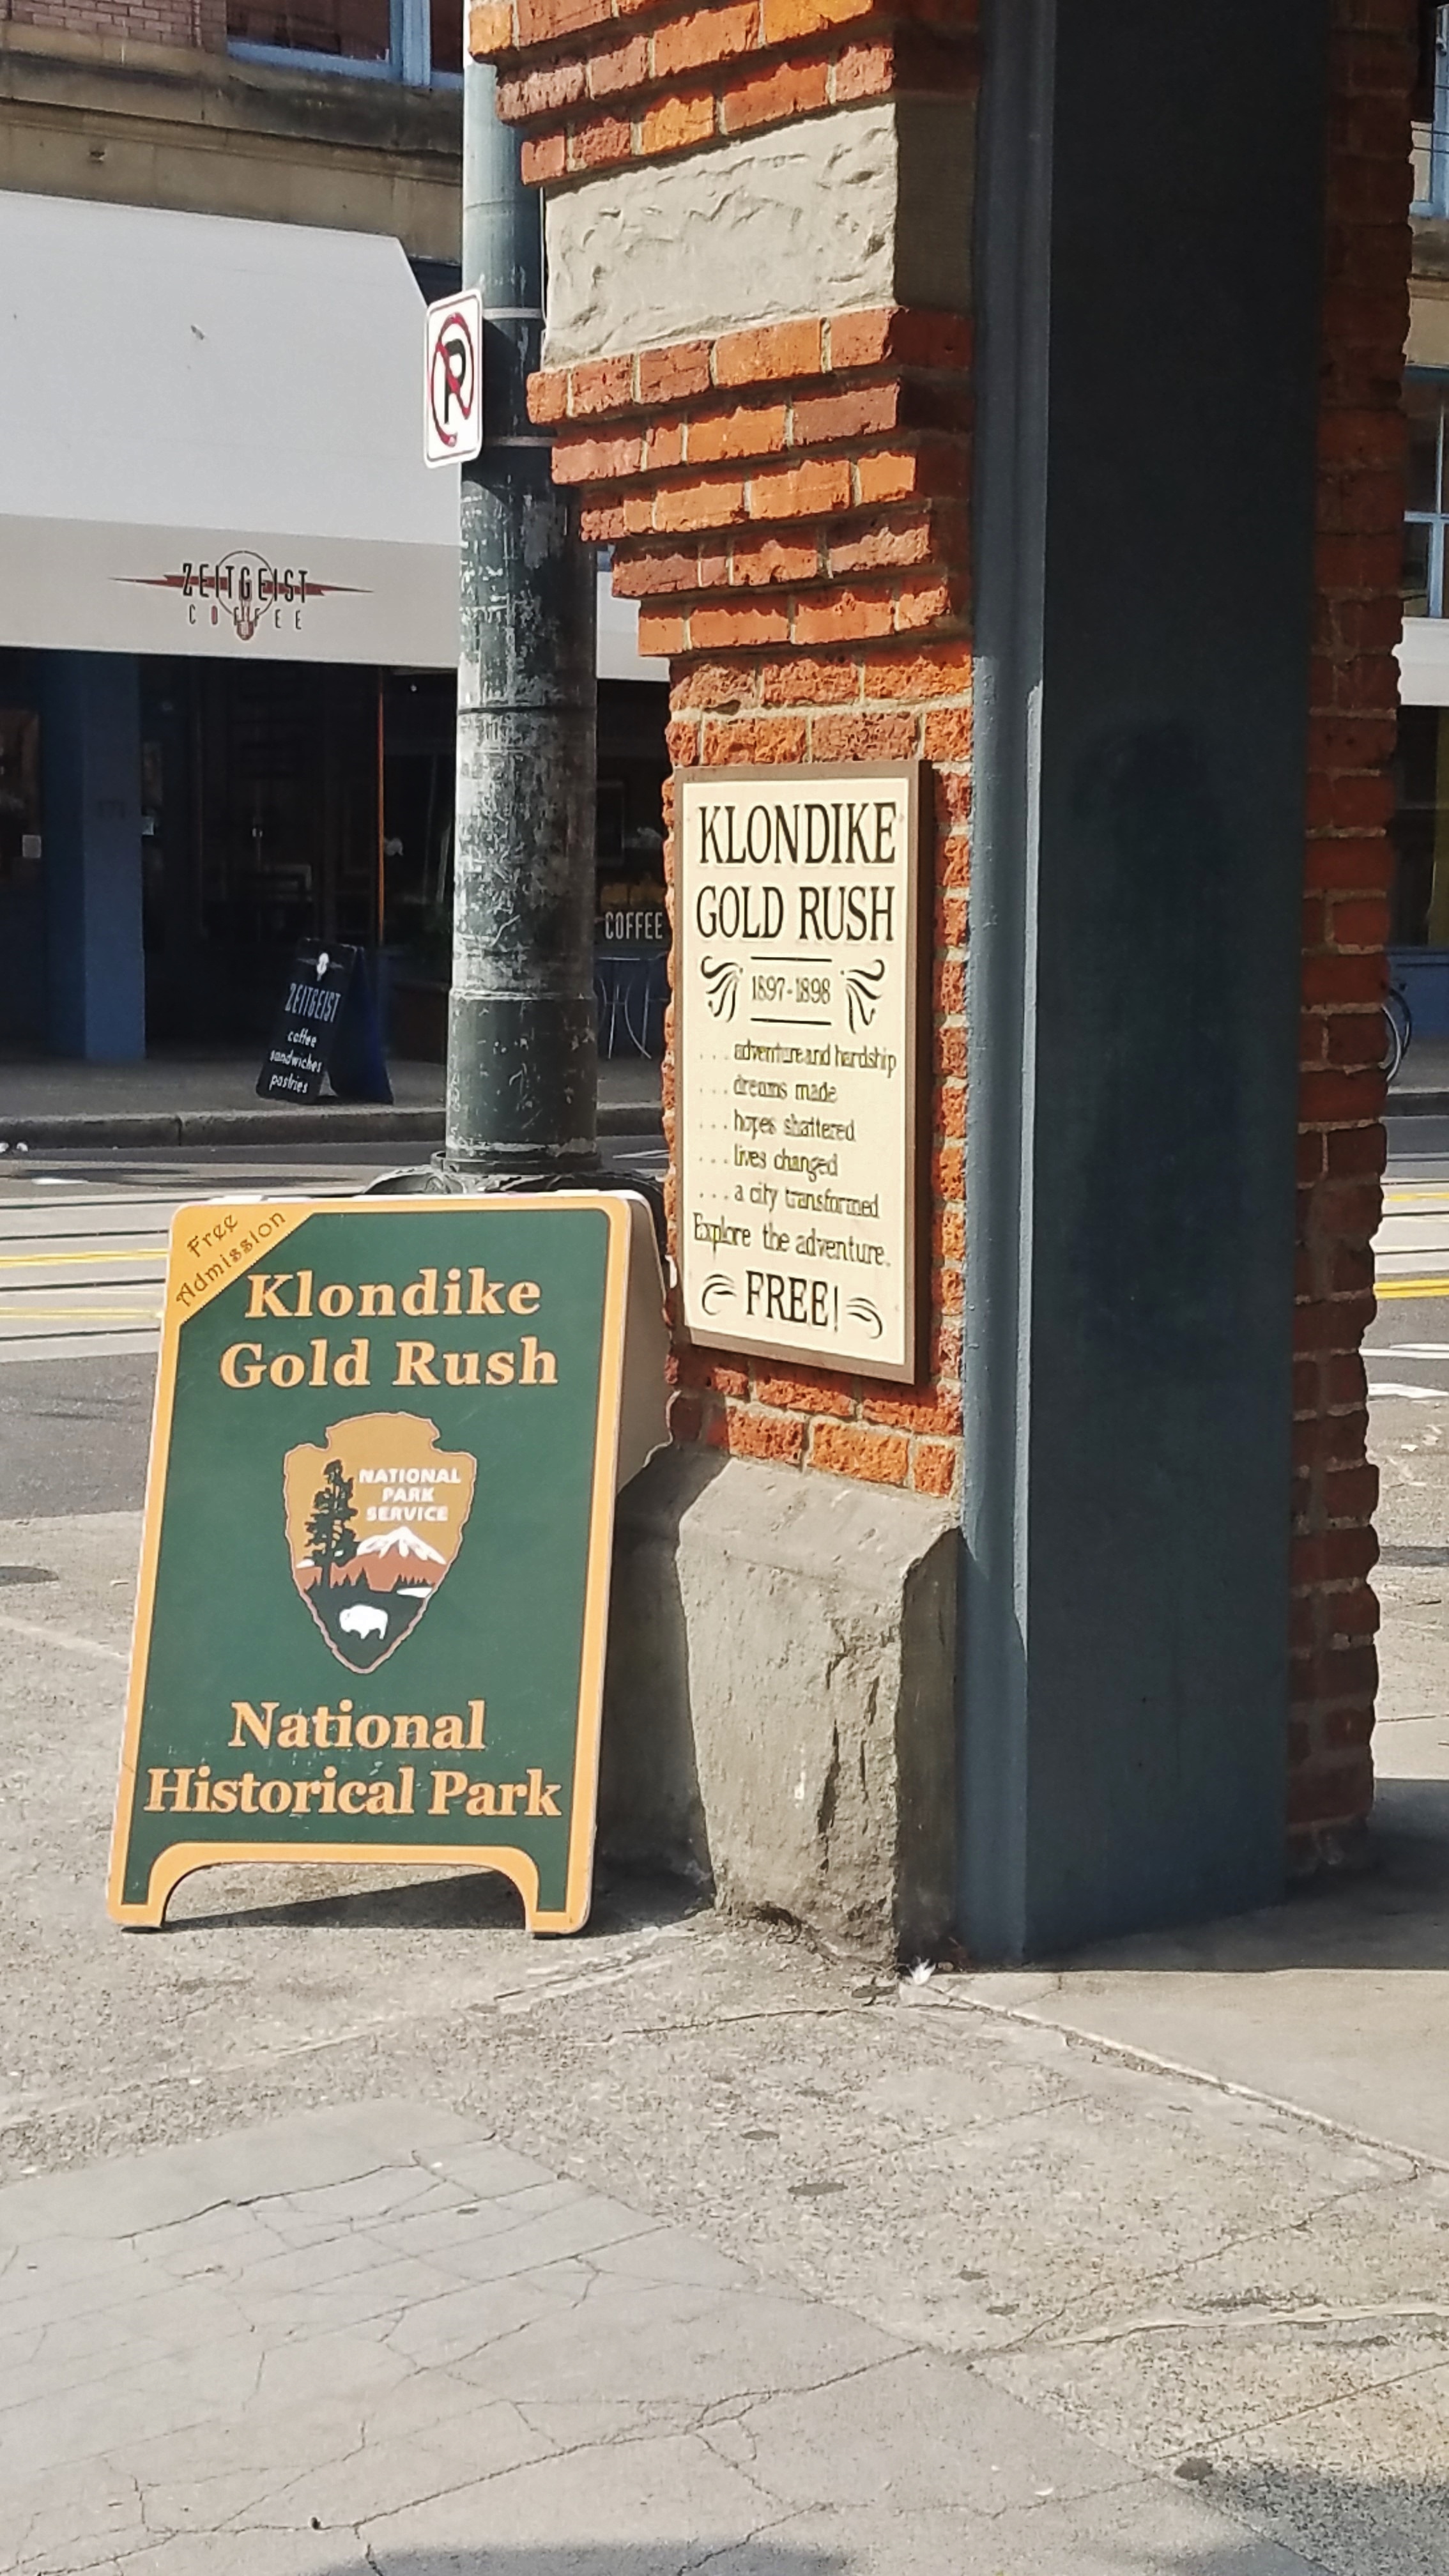 P
ZEITGEIST
COFFEE
COFFEE
ZEITGEIST
coffee
sandwiches
pastries
KLONDIKE
GOLD RUSH
1897-1898
... adventure and hardship
... dreams made
... hopes shattered
... lives changed
... a city transformed
Explore the adventure.
FREE!
Free
Admission
Klondike
Gold Rush
NATIONAL
PARK
SERVICE
National
Historical Park